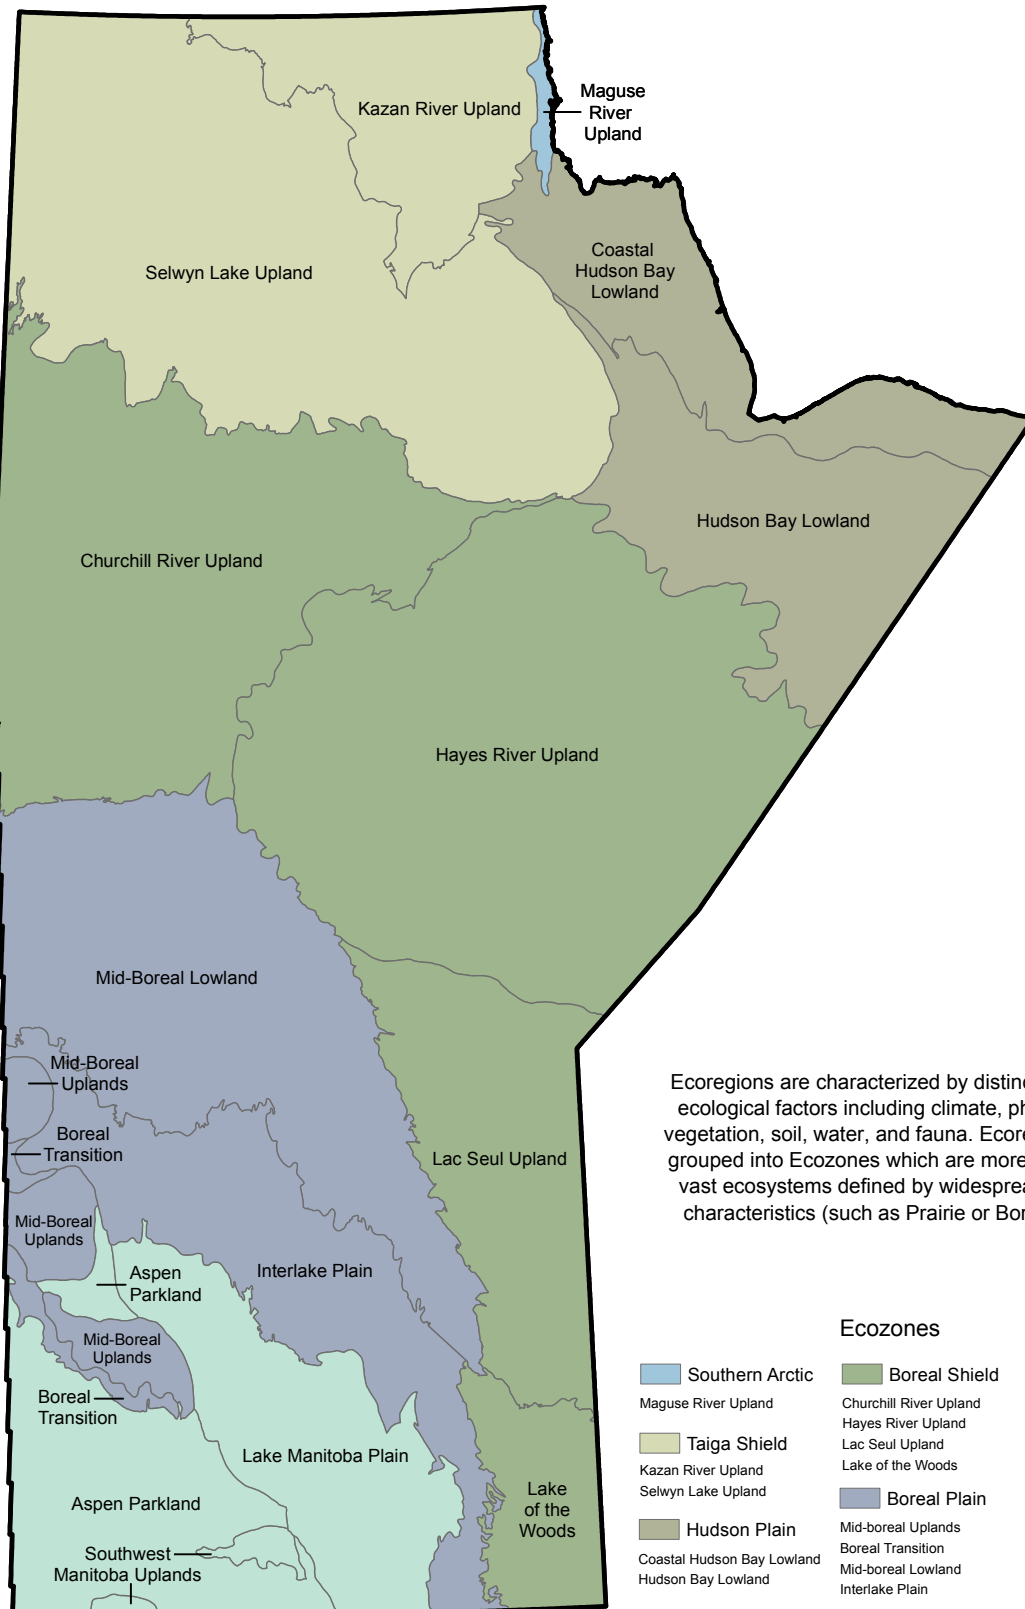 Kazan River Upland
Maguse
River
Upland
Selwyn Lake Upland
Coastal
Hudson Bay
Lowland
Hudson Bay Lowland
Churchill River Upland
Hayes River Upland
Mid-Boreal Lowland
Mid-Boreal
Uplands
Boreal
Transition
Lac Seul Upland
Mid-Boreal
Uplands
Aspen
Parkland
Interlake Plain
Mid-Boreal
Uplands
Boreal
Transition
Lake Manitoba Plain
Aspen Parkland
Lake
of the
Woods
Southwest
Manitoba Uplands
Ecoregions are characterized by distinc
ecological factors including climate, ph
vegetation, soil, water, and fauna. Ecore
grouped into Ecozones which are more
vast ecosystems defined by widesprea
characteristics (such as Prairie or Bor
Ecozones
Southern Arctic
Maguse River Upland
Taiga Shield
Kazan River Upland
Selwyn Lake Upland
Hudson Plain
Coastal Hudson Bay Lowland
Hudson Bay Lowland
Boreal Shield
Churchill River Upland
Hayes River Upland
Lac Seul Upland
Lake of the Woods
Boreal Plain
Mid-boreal Uplands
Boreal Transition
Mid-boreal Lowland
Interlake Plain